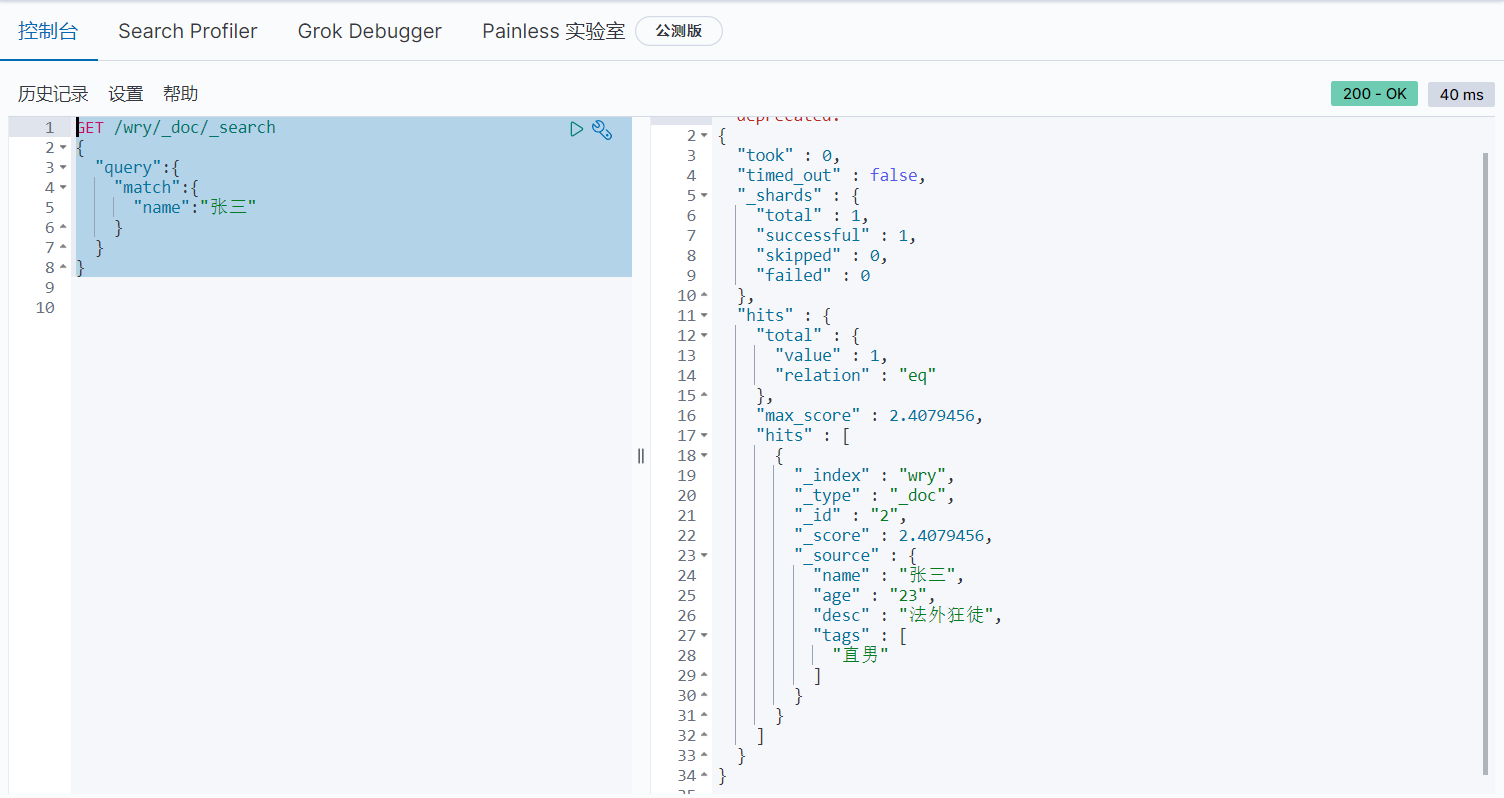 控制台 Search Profiler Grok Debugger Painless 实验室 公测版
历史记录 设置 帮助 200 - OK 40 ms
1 GET /wry/_doc/_search
2 {
3 "query":{
4 "match":{
5 "name":"张三"
6 }
7 }
8 }
9
10
deprecated.
2 {
3 "took" : 0,
4 "timed_out" : false,
5 "_shards" : {
6 "total" : 1,
7 "successful" : 1,
8 "skipped" : 0,
9 "failed" : 0
10 },
11 "hits" : {
12 "total" : {
13 "value" : 1,
14 "relation" : "eq"
15 },
16 "max_score" : 2.4079456,
17 "hits" : [
18 {
19 "_index" : "wry",
20 "_type" : "_doc",
21 "_id" : "2",
22 "_score" : 2.4079456,
23 "_source" : {
24 "name" : "张三",
25 "age" : "23",
26 "desc" : "法外狂徒",
27 "tags" : [
28 "直男"
29 ]
30 }
31 }
32 ]
33 }
34 }
35